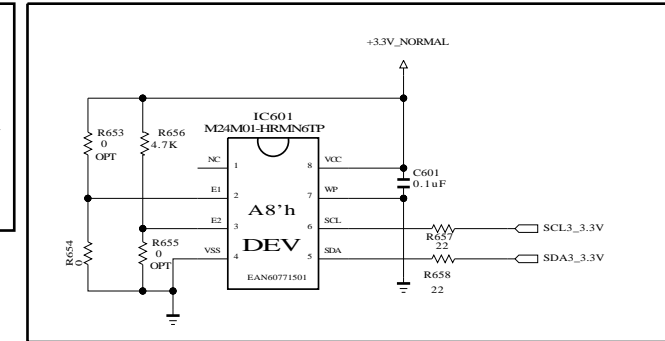 +3.3V_NORMAL
IC601
M24M01-HRMN6TP
R653
0
OPT
R656
4.7K
NC
1
8
VCC
C601
0.1uF
E1
2
7
WP
A8'h
E2
3
6
SCL
R657
22
SCL3_3.3V
R654
0
R655
0
OPT
DEV
VSS
4
5
SDA
R658
22
SDA3_3.3V
EAN60771501